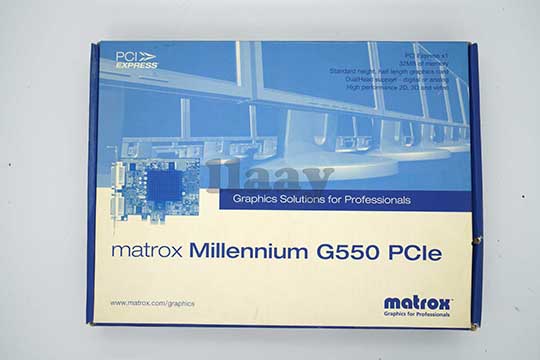 PCI
EXPRESS
PCI Express x1
32MB of memory
Standard height, half length graphics card
DualHead support - digital or analog
High performance 2D, 3D and video
Ilaay
Graphics Solutions for Professionals
matrox Millennium G550 PCIe
www.matrox.com/graphics
matrox
Graphics for Professionals